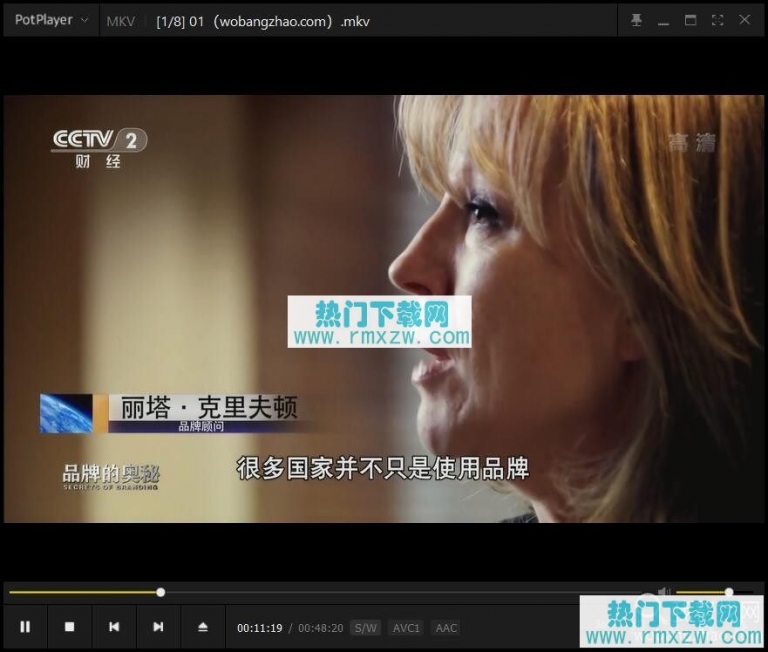 PotPlayer MKV [1/8] 01（wobangzhao.com）.mkv
CCTV 2
财经
高清
热门下载网
www.rmxzw.com
丽塔·克里夫顿
品牌顾问
品牌的奥秘
SECRETS OF BRANDING
很多国家并不只是使用品牌
00:11:19 / 00:48:20 S/W AVC1 AAC
热门下载网
www.rmxzw.com